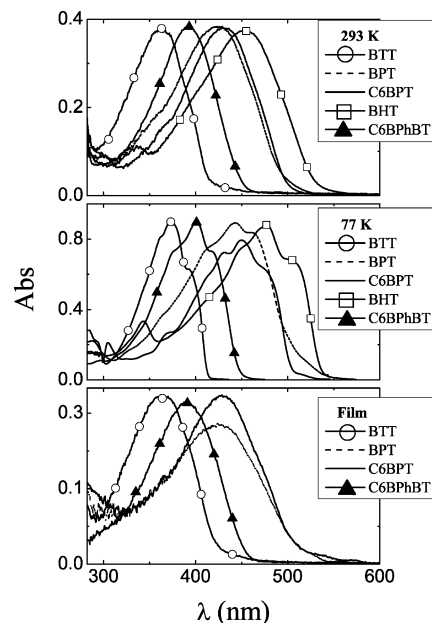 293 K
BTT
BPT
C6BPT
BHT
C6BPhBT
0.4
0.2
0.0
77 K
BTT
BPT
C6BPT
BHT
C6BPhBT
0.8
0.4
0.0
Abs
Film
BTT
BPT
C6BPT
C6BPhBT
0.3
0.1
0.0
300 400 500 600
λ (nm)